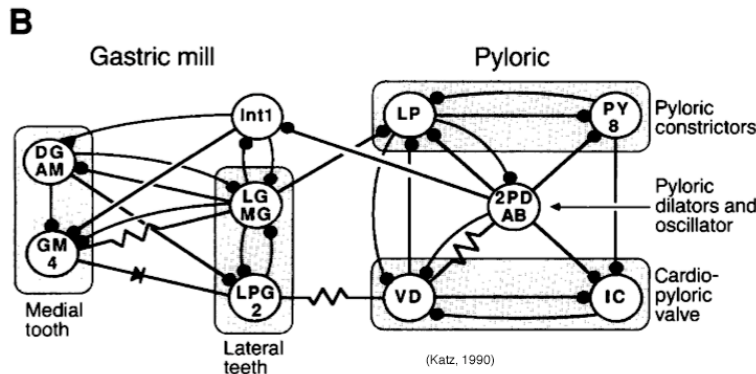 B
Gastric mill
Pyloric
Int1
LP
PY
8
Pyloric
constrictors
DG
AM
LG
MG
2PD
AB
Pyloric
dilators and
oscillator
GM
4
LPG
2
VD
IC
Cardio-
pyloric
valve
Medial
tooth
Lateral
teeth
(Katz, 1990)